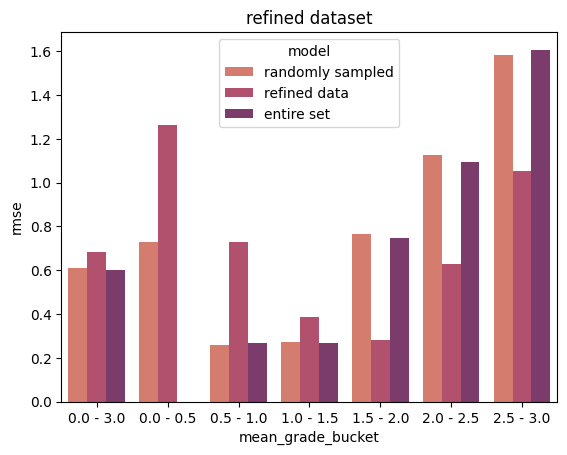 refined dataset
model
randomly sampled
refined data
entire set
rmse
1.6
1.4
1.2
1.0
0.8
0.6
0.4
0.2
0.0
0.0 - 3.0 0.0 - 0.5 0.5 - 1.0 1.0 - 1.5 1.5 - 2.0 2.0 - 2.5 2.5 - 3.0
mean_grade_bucket